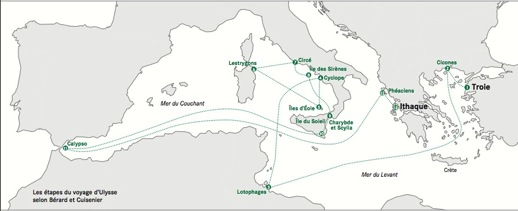 Circé
Lestrygons
Île des Sirènes
Cyclope
Cicones
Troie
Phéaciens
Ithaque
Mer du Couchant
Îles d'Éole
Charybde
et Scylla
Île du Soleil
Calypso
Crète
Mer du Levant
Lotophages
Les étapes du voyage d'Ulysse
selon Bérard et Cuisenier